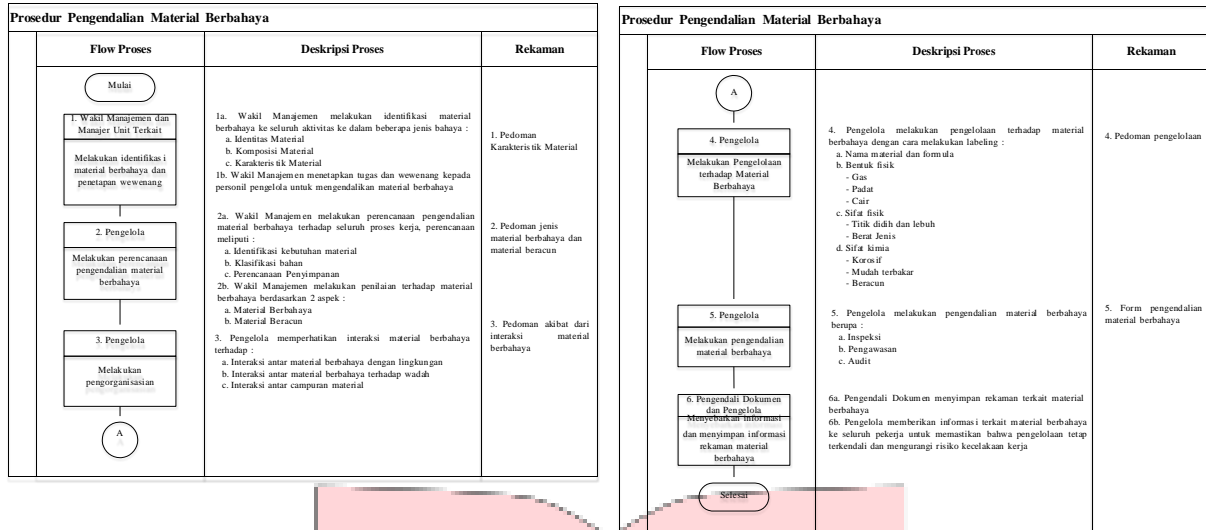 Prosedur Pengendalian Material Berbahaya
Flow Proses
Deskripsi Proses
Rekaman
Mulai
1. Wakil Manajemen dan
Manajer Unit Terkait
Melakukan identifikasi
material berbahaya dan
penetapan wewenang
1a. Wakil Manajemen melakukan identifikasi material
berbahaya ke seluruh aktivitas ke dalam beberapa jenis bahaya :
a. Identitas Material
b. Komposisi Material
c. Karakteristik Material
1b. Wakil Manajemen menetapkan tugas dan wewenang kepada
personil pengelola untuk mengendalikan material berbahaya
1. Pedoman
Karakteristik Material
2. Pengelola
Melakukan perencanaan
pengendalian material
berbahaya
2a. Wakil Manajemen melakukan perencanaan pengendalian
material berbahaya terhadap seluruh proses kerja, perencanaan
meliputi :
a. Identifikasi kebutuhan material
b. Klasifikasi bahan
c. Perencanaan Penyimpanan
2b. Wakil Manajemen melakukan penilaian terhadap material
berbahaya berdasarkan 2 aspek :
a. Material Berbahaya
b. Material Beracun
2. Pedoman jenis
material berbahaya dan
material beracun
3. Pengelola
Melakukan
pengorganisasian
3. Pengelola memperhatikan interaksi material berbahaya
terhadap :
a. Interaksi antar material berbahaya dengan lingkungan
b. Interaksi antar material berbahaya terhadap wadah
c. Interaksi antar campuran material
3. Pedoman akibat dari
interaksi material
berbahaya
A
Prosedur Pengendalian Material Berbahaya
Flow Proses
Deskripsi Proses
Rekaman
A
4. Pengelola
Melakukan Pengelolaan
terhadap Material
Berbahaya
4. Pengelola melakukan pengelolaan terhadap material
berbahaya dengan cara melakukan labeling :
a. Nama material dan formula
b. Bentuk fisik
- Gas
- Padat
- Cair
c. Sifat fisik
- Titik didih dan lebuh
- Berat Jenis
d. Sifat kimia
- Korosif
- Mudah terbakar
- Beracun
4. Pedoman pengelolaan
5. Pengelola
Melakukan pengendalian
material berbahaya
5. Pengelola melakukan pengendalian material berbahaya
berupa :
a. Inspeksi
b. Pengawasan
c. Audit
5. Form pengendalian
material berbahaya
6. Pengendali Dokumen
dan Pengelola
Menyebarkan informasi
dan menyimpan informasi
rekaman material
berbahaya
6a. Pengendali Dokumen menyimpan rekaman terkait material
berbahaya
6b. Pengelola memberikan informasi terkait material berbahaya
ke seluruh pekerja untuk memastikan bahwa pengelolaan tetap
terkendali dan mengurangi risiko kecelakaan kerja
Selesai